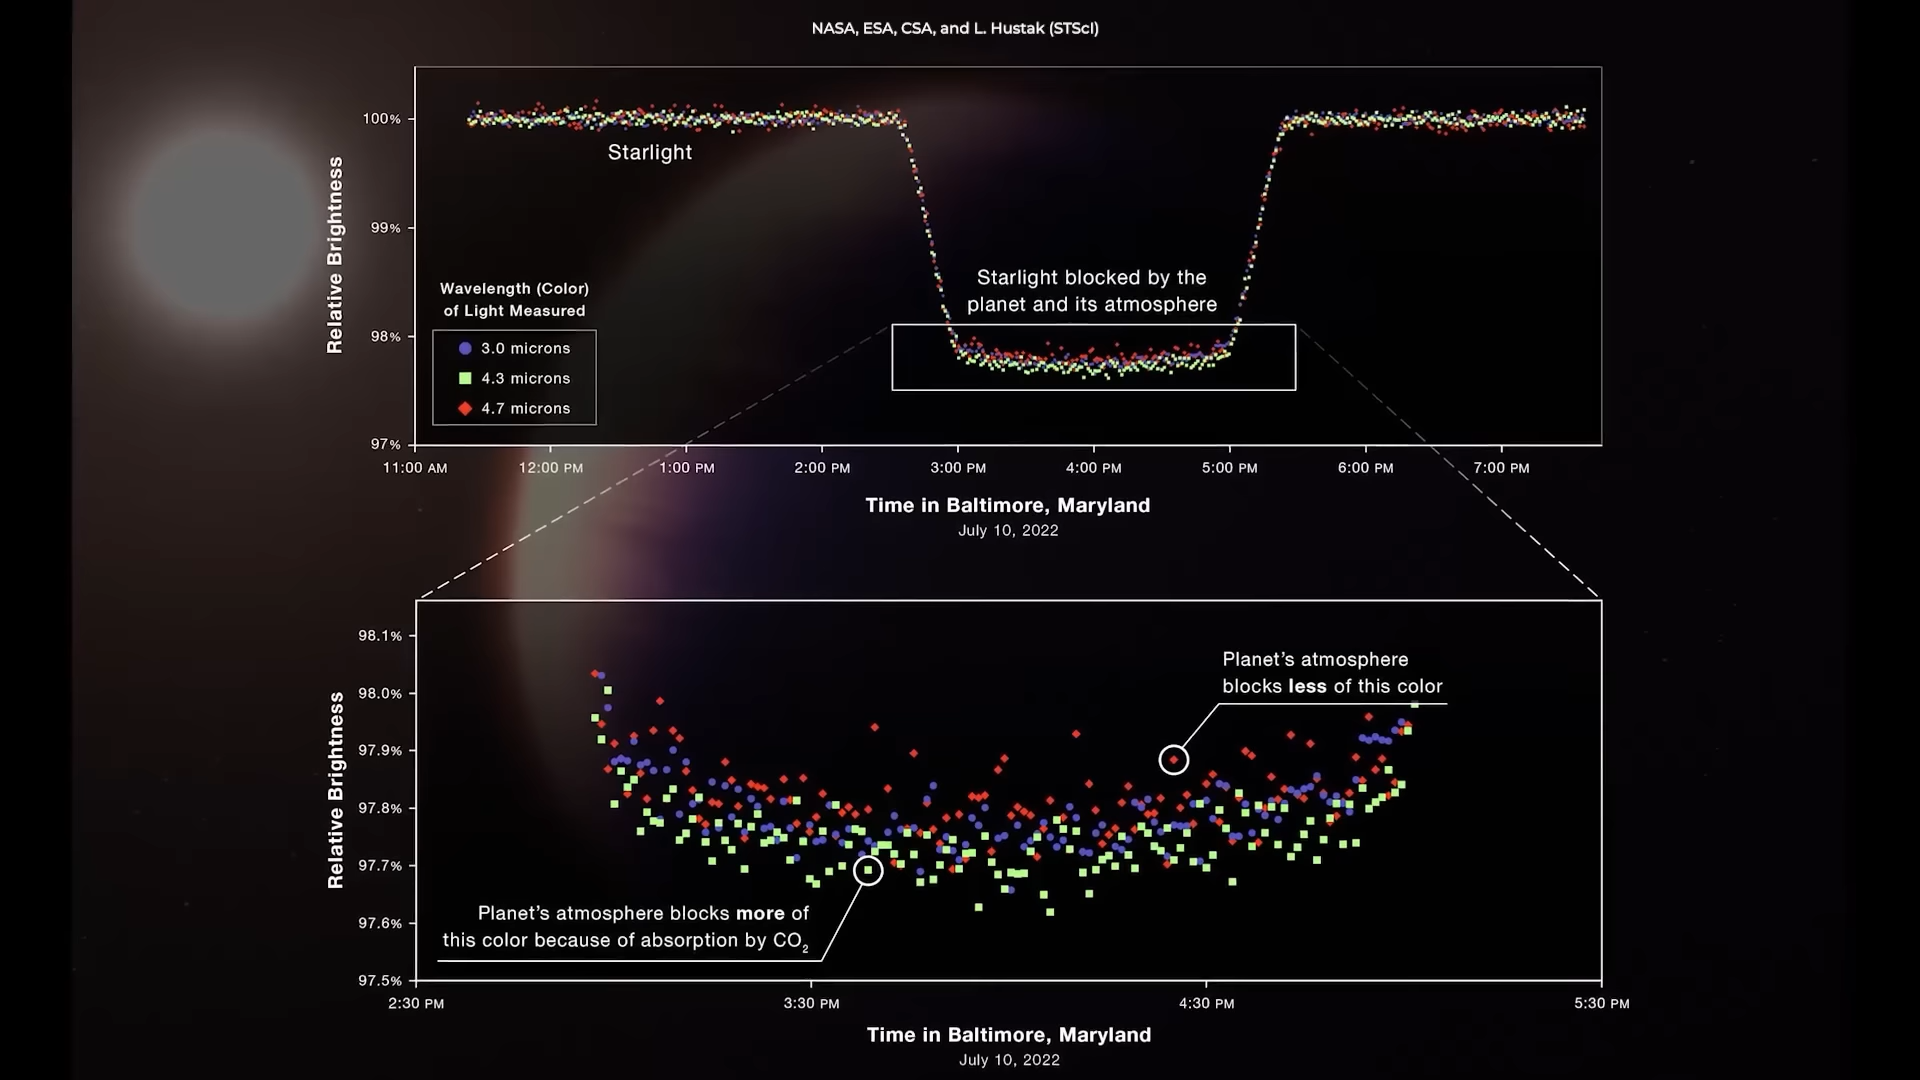 NASA, ESA, CSA, and L. Hustak (STScI)
Relative Brightness
100%
99%
98%
97%
Starlight
Starlight blocked by the
planet and its atmosphere
Wavelength (Color)
of Light Measured
3.0 microns
4.3 microns
4.7 microns
11:00 AM 12:00 PM 1:00 PM 2:00 PM 3:00 PM 4:00 PM 5:00 PM 6:00 PM 7:00 PM
Time in Baltimore, Maryland
July 10, 2022
Relative Brightness
98.1%
98.0%
97.9%
97.8%
97.7%
97.6%
97.5%
Planet’s atmosphere
blocks less of this color
Planet’s atmosphere blocks more of
this color because of absorption by CO₂
2:30 PM 3:30 PM 4:30 PM 5:30 PM
Time in Baltimore, Maryland
July 10, 2022